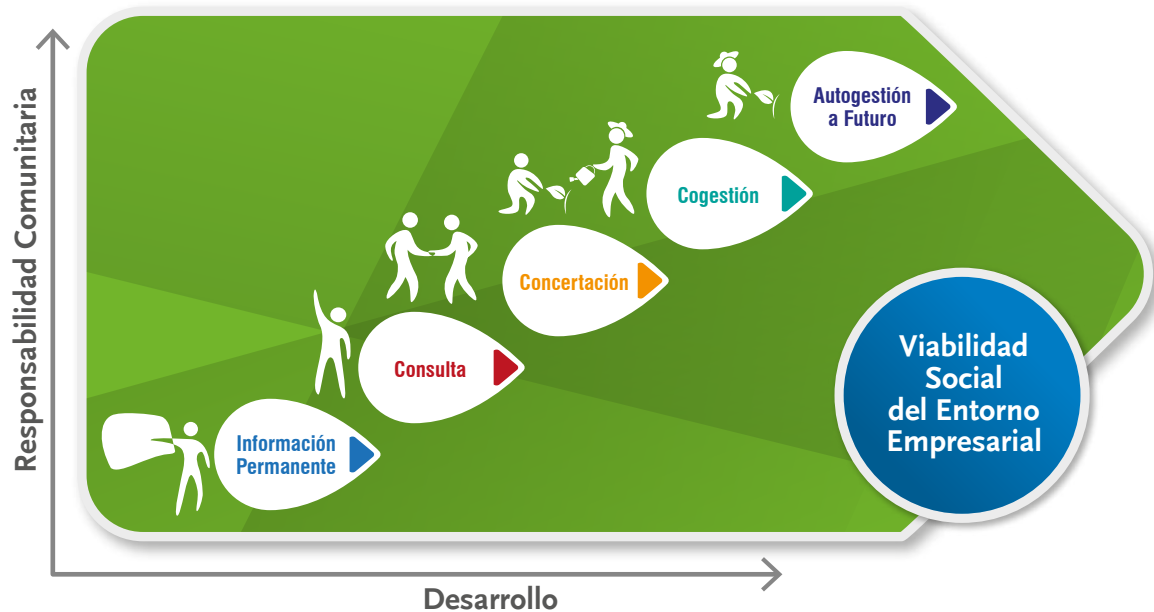 Responsabilidad Comunitaria
Autogestión
a Futuro
Cogestión
Concertación
Consulta
Información
Permanente
Viabilidad
Social
del Entorno
Empresarial
Desarrollo